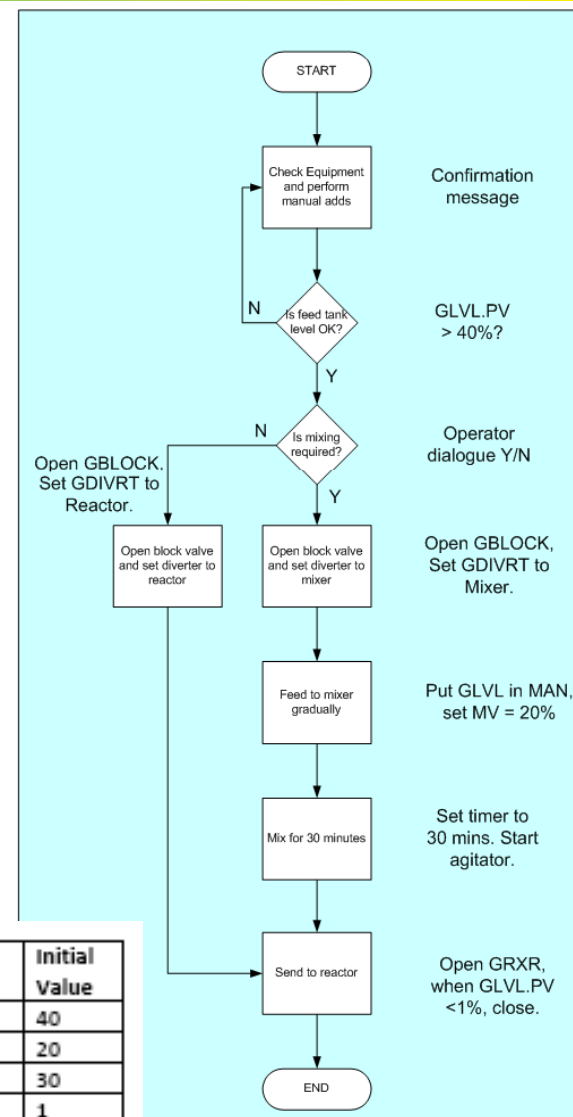 START
Check Equipment
and perform
manual adds
Confirmation
message
Is feed tank
level OK?
N
GLVL.PV
> 40%?
Y
Is mixing
required?
N
Operator
dialogue Y/N
Open GBLOCK.
Set GDIVRT to
Reactor.
Y
Open block valve
and set diverter to
reactor
Open block valve
and set diverter to
mixer
Open GBLOCK,
Set GDIVRT to
Mixer.
Feed to mixer
gradually
Put GLVL in MAN,
set MV = 20%
Mix for 30 minutes
Set timer to
30 mins. Start
agitator.
Send to reactor
Open GRXR,
when GLVL.PV
<1%, close.
END
Initial
Value
40
20
30
1